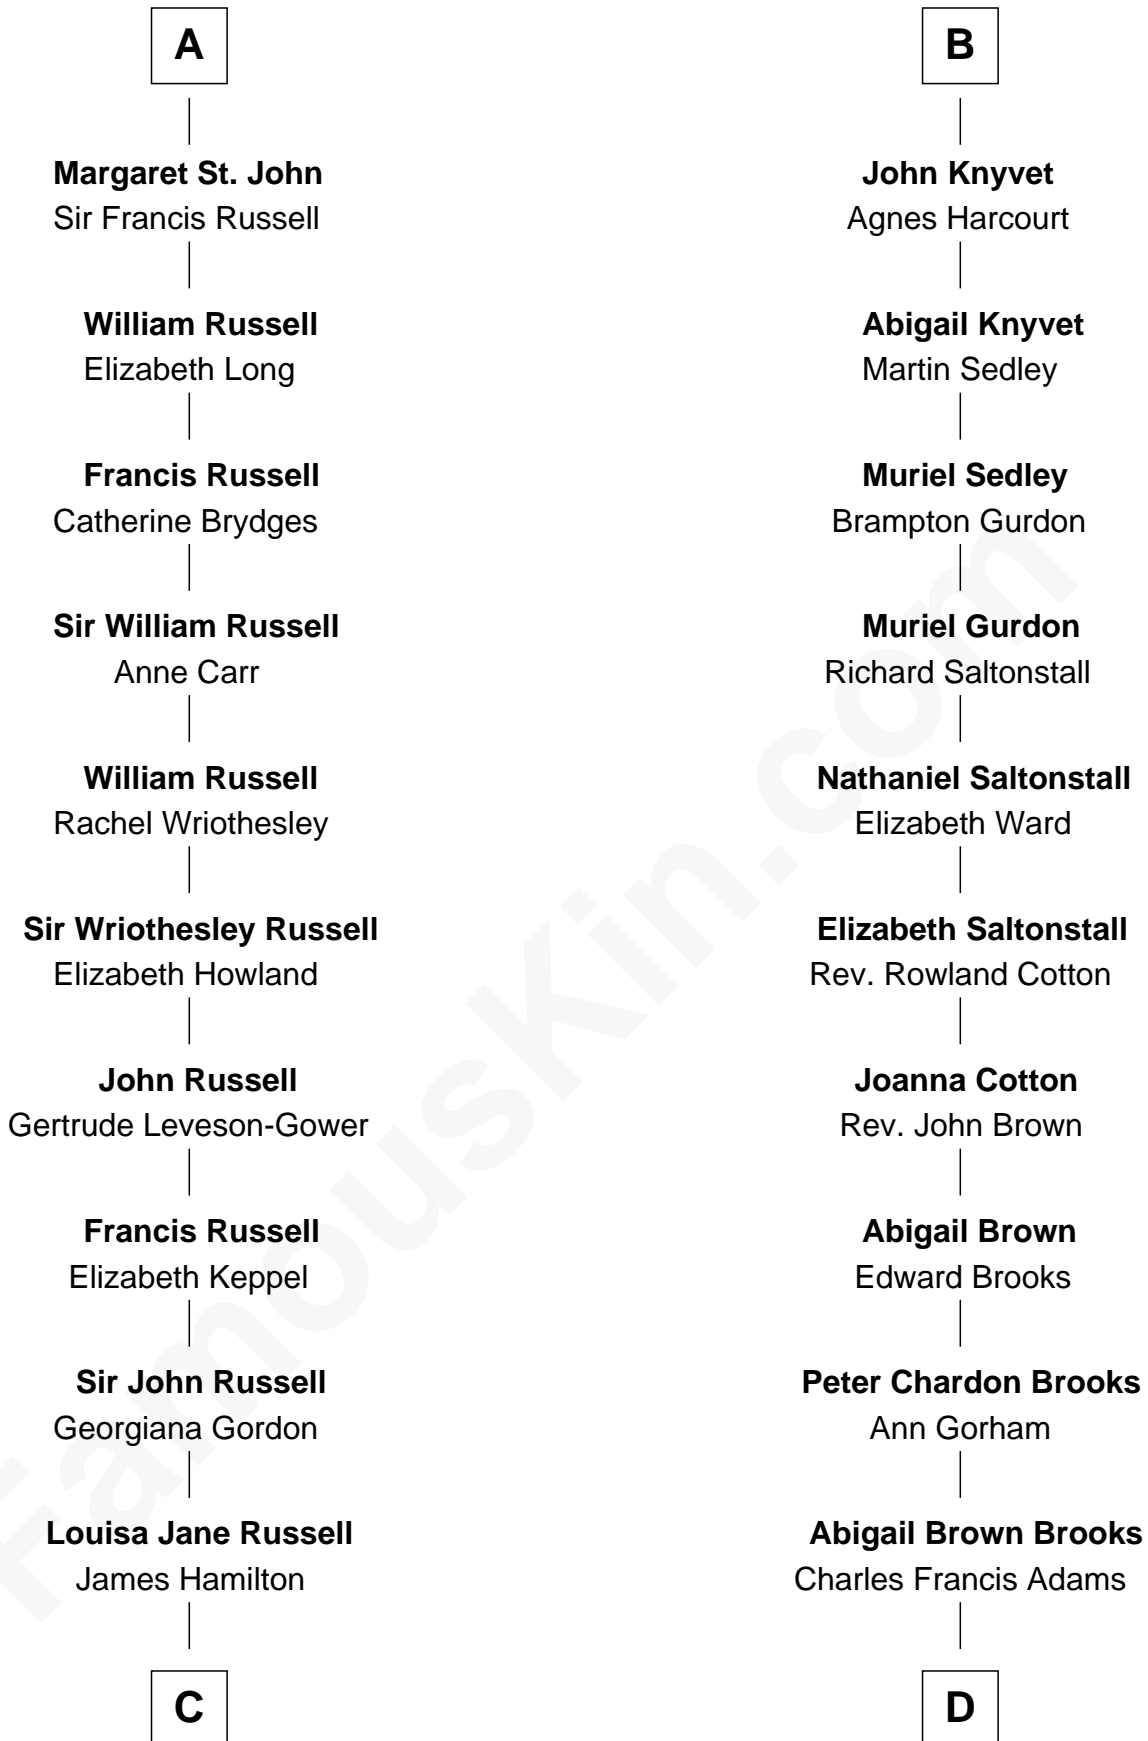 A
Margaret St. John
Sir Francis Russell
William Russell
Elizabeth Long
Francis Russell
Catherine Brydges
Sir William Russell
Anne Carr
William Russell
Rachel Wriothesley
Sir Wriothesley Russell
Elizabeth Howland
John Russell
Gertrude Leveson-Gower
Francis Russell
Elizabeth Keppel
Sir John Russell
Georgiana Gordon
Louisa Jane Russell
James Hamilton
C
B
John Knyvet
Agnes Harcourt
Abigail Knyvet
Martin Sedley
Muriel Sedley
Brampton Gurdon
Muriel Gurdon
Richard Saltonstall
Nathaniel Saltonstall
Elizabeth Ward
Elizabeth Saltonstall
Rev. Rowland Cotton
Joanna Cotton
Rev. John Brown
Abigail Brown
Edward Brooks
Peter Chardon Brooks
Ann Gorham
Abigail Brown Brooks
Charles Francis Adams
D
FamousKin.com